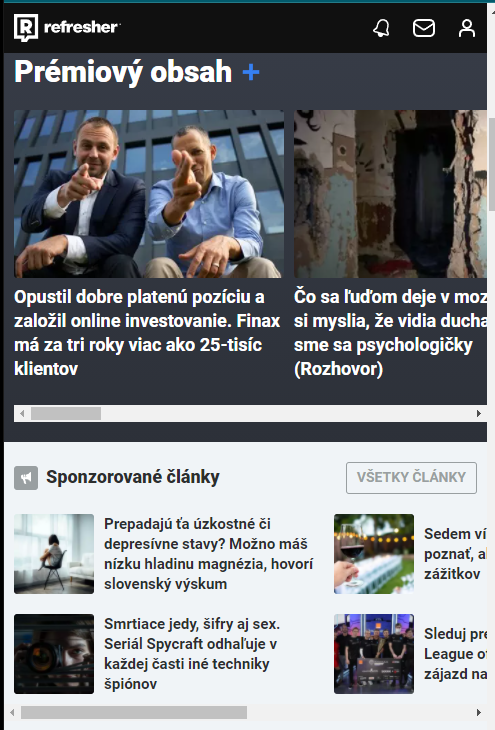 refresher
Prémiový obsah +
Opustil dobre platenú pozíciu a
založil online investovanie. Finax
má za tri roky viac ako 25-tisíc
klientov
Čo sa ľuďom deje v moz
si myslia, že vidia ducha
sme sa psychologičky
(Rozhovor)
Sponzorované články
VŠETKY ČLÁNKY
Prepadajú ťa úzkostné či
depresívne stavy? Možno máš
nízku hladinu magnézia, hovorí
slovenský výskum
Sedem ví
poznať, a
zážitkov
Smrtiace jedy, šifry aj sex.
Seriál Spycraft odhaľuje v
každej časti iné techniky
špiónov
Sleduj pre
League o
zájazd na